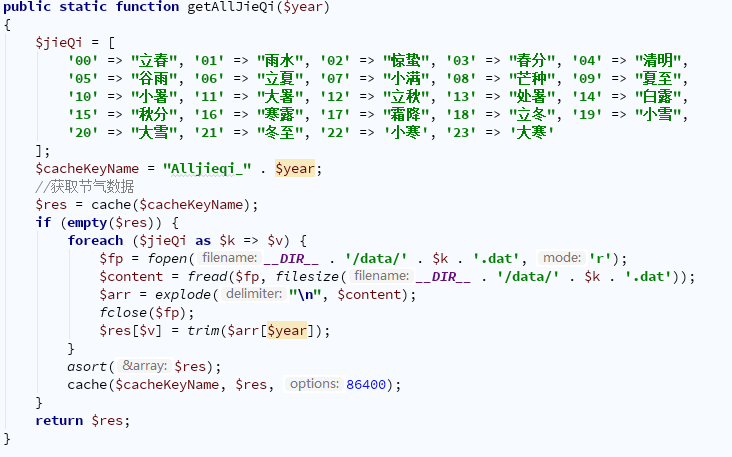 public static function getAllJieQi($year)
{
    $jieQi = [
        '00' => "立春", '01' => "雨水", '02' => "惊蛰", '03' => "春分", '04' => "清明",
        '05' => "谷雨", '06' => "立夏", '07' => "小满", '08' => "芒种", '09' => "夏至",
        '10' => "小暑", '11' => "大暑", '12' => "立秋", '13' => "处暑", '14' => "白露",
        '15' => "秋分", '16' => "寒露", '17' => "霜降", '18' => "立冬", '19' => "小雪",
        '20' => "大雪", '21' => "冬至", '22' => '小寒', '23' => '大寒'
    ];
    $cacheKeyName = "Alljieqi_" . $year;
    //获取节气数据
    $res = cache($cacheKeyName);
    if (empty($res)) {
        foreach ($jieQi as $k => $v) {
            $fp = fopen( filename: __DIR__ . '/data/' . $k . '.dat', mode: 'r');
            $content = fread($fp, filesize( filename: __DIR__ . '/data/' . $k . '.dat'));
            $arr = explode( delimiter: "\n", $content);
            fclose($fp);
            $res[$v] = trim($arr[$year]);
        }
        asort( &array: $res);
        cache($cacheKeyName, $res, options: 86400);
    }
    return $res;
}